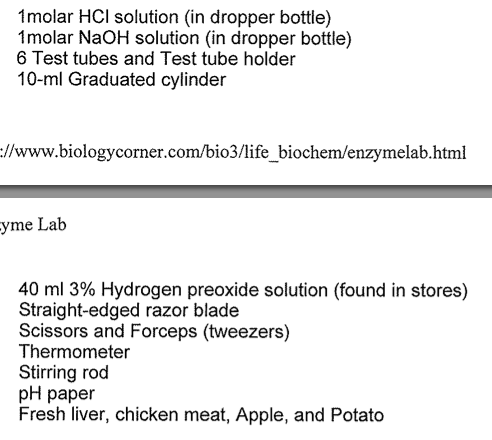 1molar HCl solution (in dropper bottle)
1molar NaOH solution (in dropper bottle)
6 Test tubes and Test tube holder
10-ml Graduated cylinder
://www.biologycorner.com/bio3/life_biochem/enzymelab.html
yme Lab
40 ml 3% Hydrogen preoxide solution (found in stores)
Straight-edged razor blade
Scissors and Forceps (tweezers)
Thermometer
Stirring rod
pH paper
Fresh liver, chicken meat, Apple, and Potato